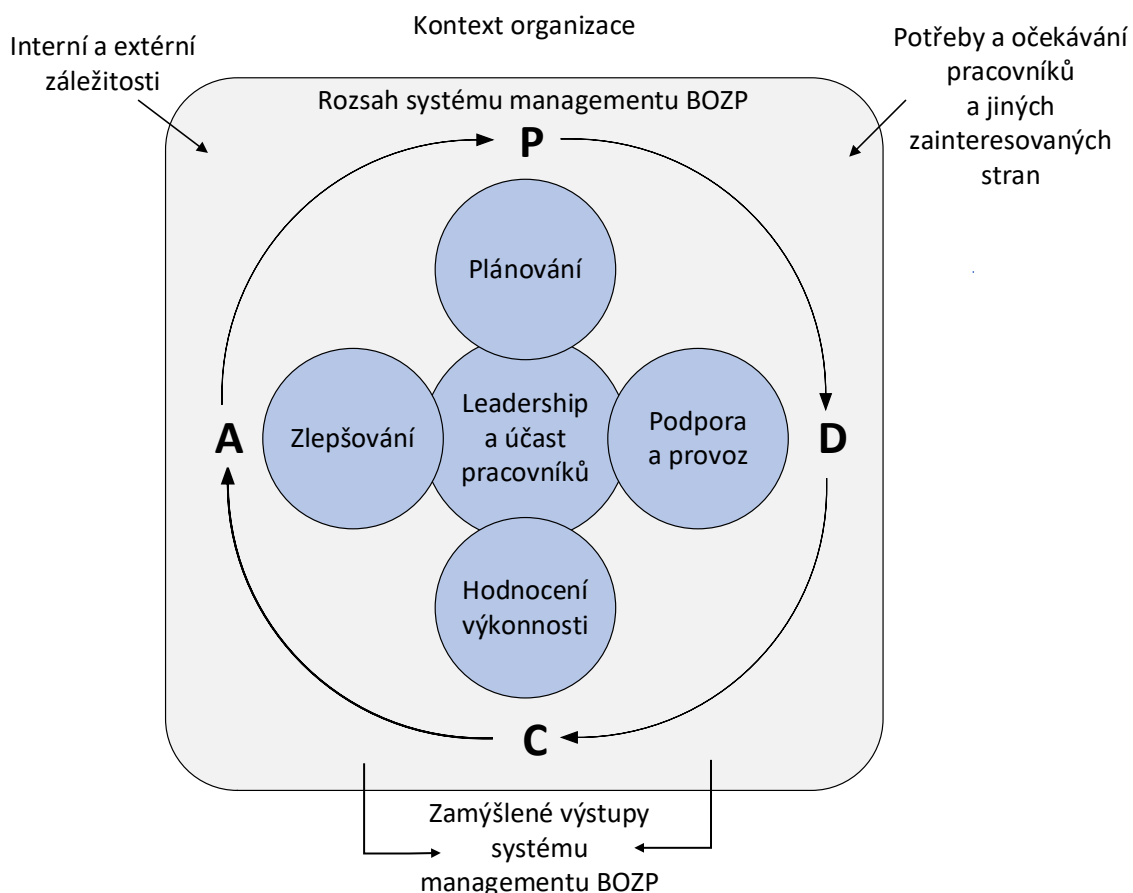 Kontext organizace
Interní a extérní
záležitosti
Potřeby a očekávání
pracovníků
a jiných
zainteresovaných
stran
Rozsah systému managementu BOZP
P
Plánování
A
Zlepšování
Leadership
a účast
pracovníků
Podpora
a provoz
D
Hodnocení
výkonnosti
C
Zamýšlené výstupy
systému
managementu BOZP